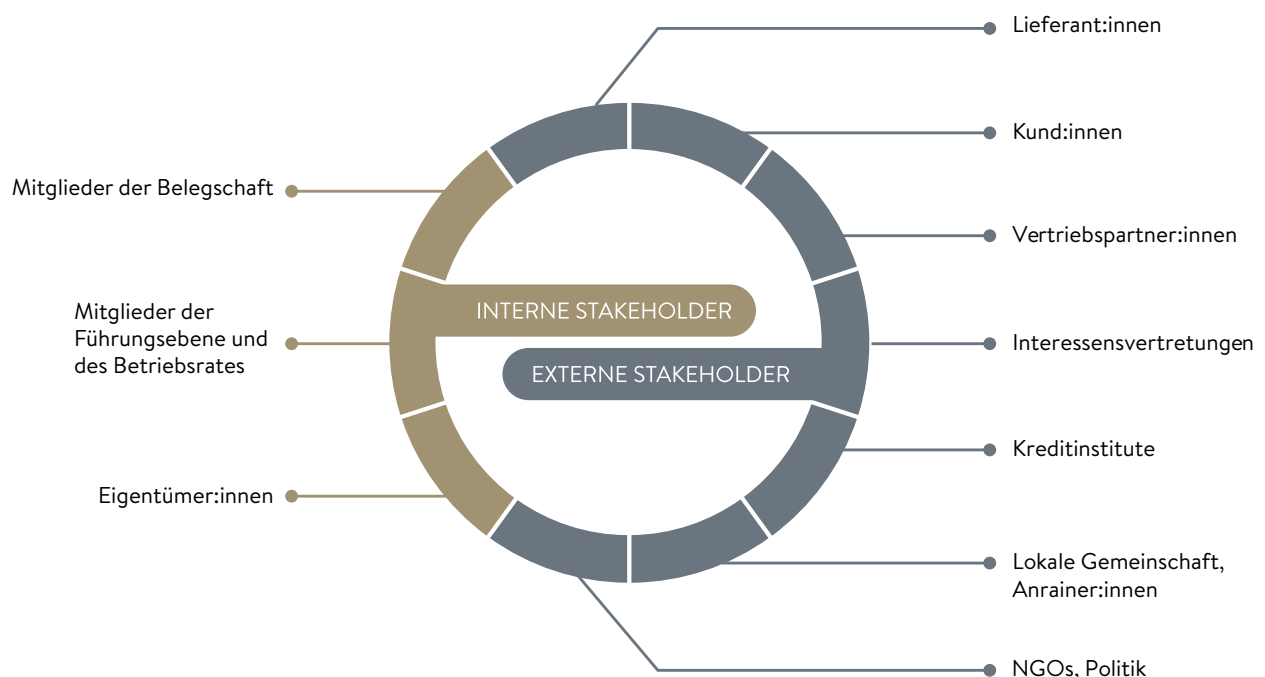 Lieferant:innen
Kund:innen
Mitglieder der Belegschaft
Vertriebspartner:innen
INTERNE STAKEHOLDER
Mitglieder der
Führungsebene und
des Betriebsrates
Interessensvertretungen
EXTERNE STAKEHOLDER
Kreditinstitute
Eigentümer:innen
Lokale Gemeinschaft,
Anrainer:innen
NGOs, Politik